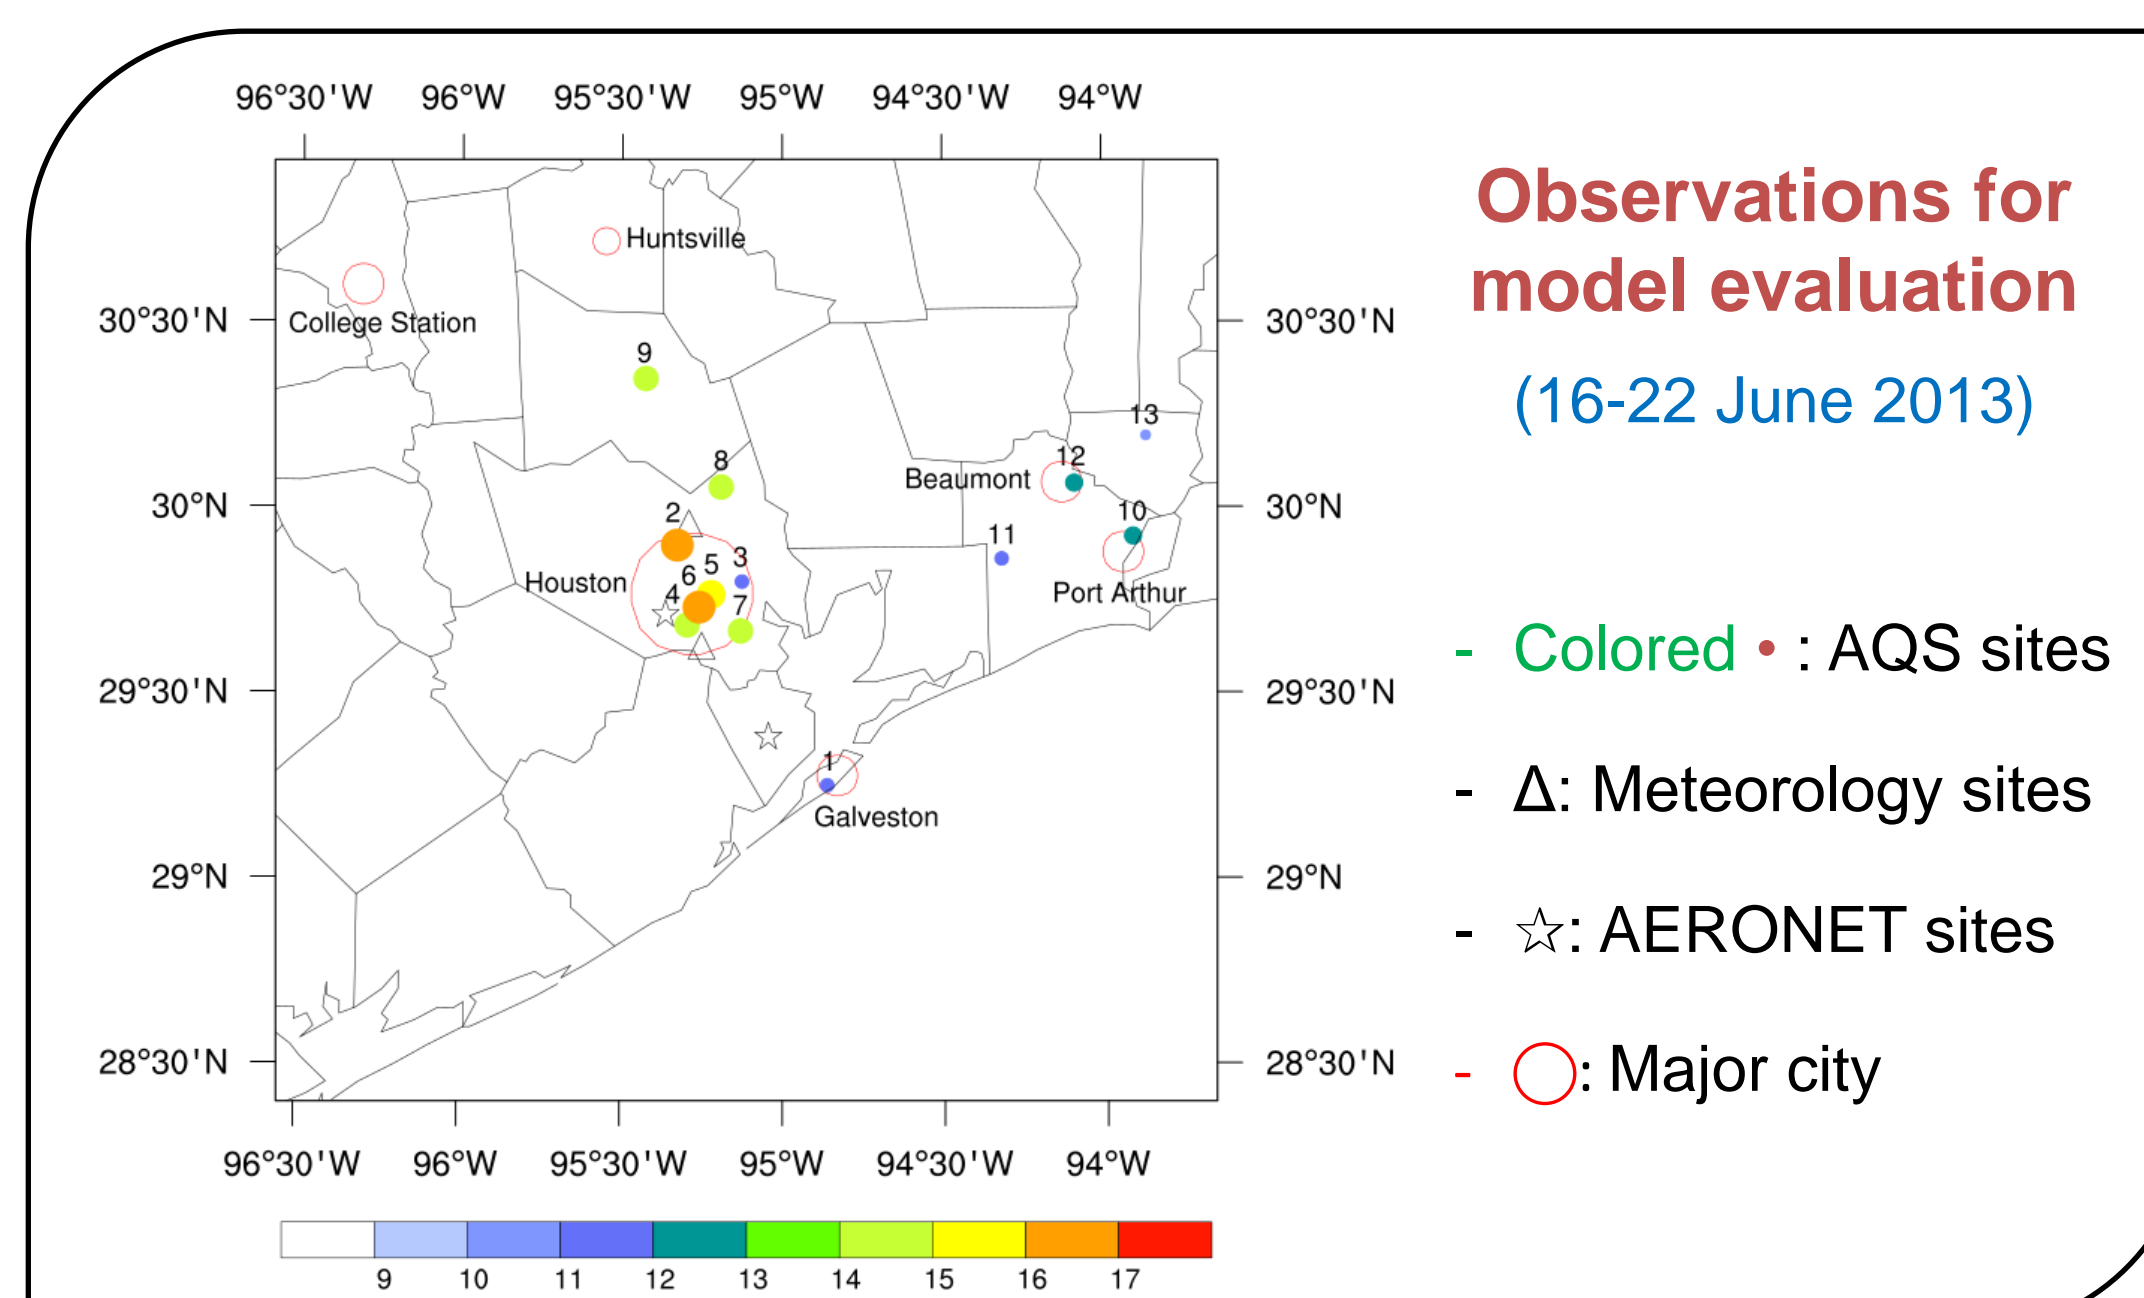 96°30'W 96°W 95°30'W 95°W 94°30'W 94°W
Observations for
model evaluation
(16-22 June 2013)
Huntsville
College Station
30°30'N 30°30'N
9
13
8
12
Beaumont
30°N 30°N
2
10
11
5 3
6
Houston
4
7
Port Arthur
- Colored • : AQS sites
29°30'N 29°30'N
1
- Δ: Meteorology sites
Galveston
29°N 29°N
- ☆: AERONET sites
28°30'N 28°30'N
- ◯: Major city
96°30'W 96°W 95°30'W 95°W 94°30'W 94°W
9 10 11 12 13 14 15 16 17